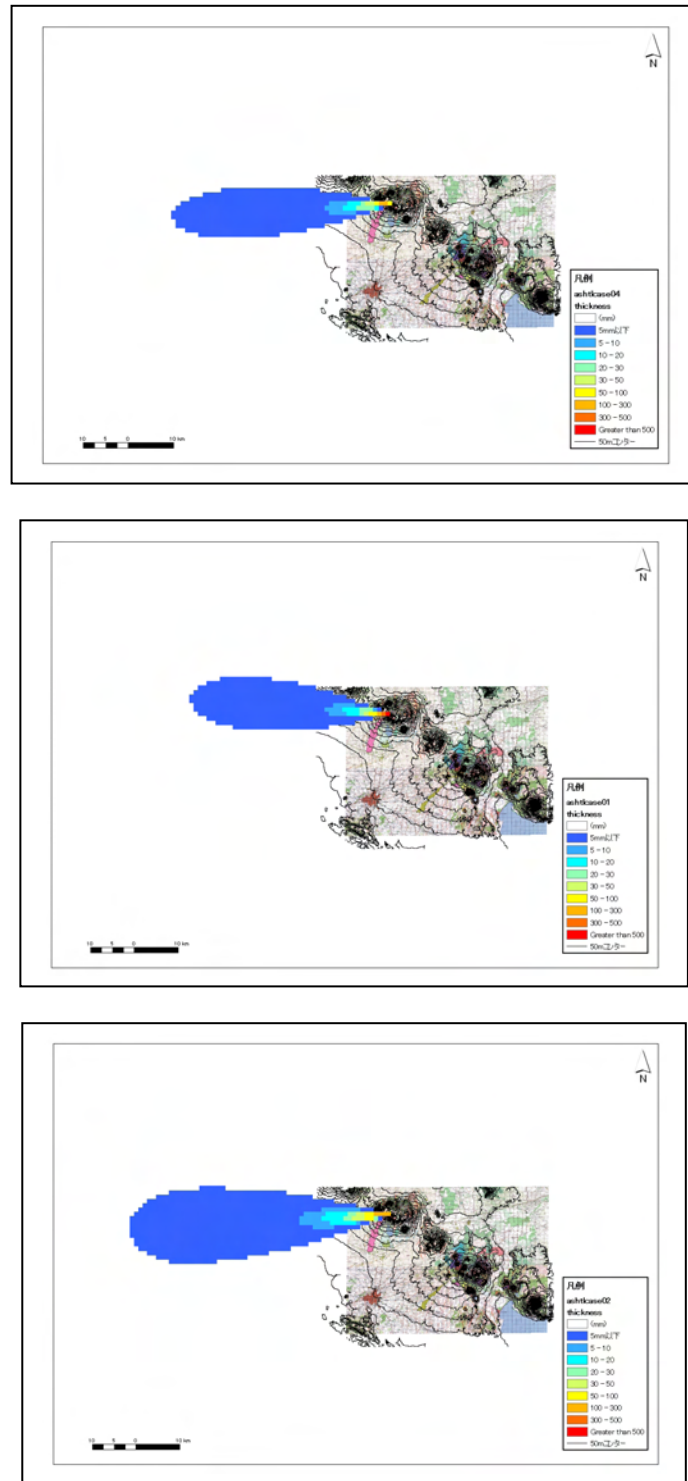 N
凡例
ashtlcase04
thickness
(mm)
5mm以下
5-10
10-20
20-30
30-50
50-100
100-300
300-500
Greater than 500
50mコンター
10 5 0 10 km
N
凡例
ashtlcase01
thickness
(mm)
5mm以下
5-10
10-20
20-30
30-50
50-100
100-300
300-500
Greater than 500
50mコンター
10 5 0 10 km
N
凡例
ashtlcase02
thickness
(mm)
5mm以下
5-10
10-20
20-30
30-50
50-100
100-300
300-500
Greater than 500
50mコンター
10 5 0 10 km